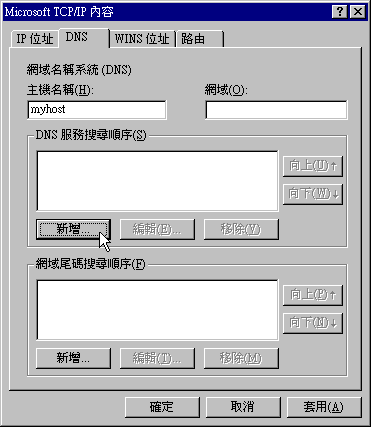 Microsoft TCP/IP 內容
IP 位址 DNS WINS 位址 路由
網域名稱系統 (DNS)
主機名稱(H): 網域(O):
myhost
DNS 服務搜尋順序(S)
向上(U)↑
向下(W)↓
新增... 編輯(E)... 移除(V)
網域尾碼搜尋順序(F)
向上(P)↑
向下(N)↓
新增... 編輯(T)... 移除(M)
確定 取消 套用(A)